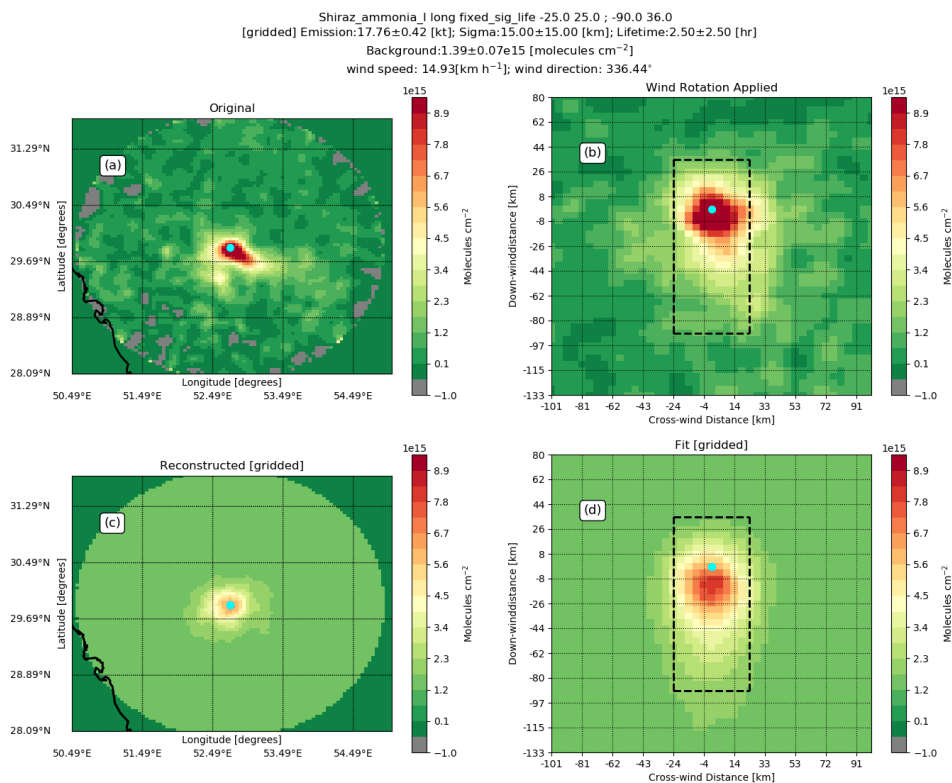 Shiraz_ammonia_I long fixed_sig_life -25.0 25.0 ; -90.0 36.0
[gridded] Emission:17.76±0.42 [kt]; Sigma:15.00±15.00 [km]; Lifetime:2.50±2.50 [hr]
Background:1.39±0.07e15 [molecules cm⁻²]
wind speed: 14.93[km h⁻¹]; wind direction: 336.44°
Original
1e15
(a)
31.29°N
30.49°N
29.69°N
28.89°N
28.09°N
Latitude [degrees]
50.49°E
51.49°E
52.49°E
53.49°E
54.49°E
Longitude [degrees]
8.9
7.8
6.7
5.6
4.5
3.4
2.3
1.2
0.1
−1.0
Molecules cm⁻²
Wind Rotation Applied
1e15
(b)
80
62
44
26
8
-8
-26
-44
-62
-80
-97
-115
-133
Down-winddistance [km]
-101
-81
-62
-43
-24
-4
14
33
53
72
91
Cross-wind Distance [km]
8.9
7.8
6.7
5.6
4.5
3.4
2.3
1.2
0.1
−1.0
Molecules cm⁻²
Reconstructed [gridded]
1e15
(c)
31.29°N
30.49°N
29.69°N
28.89°N
28.09°N
Latitude [degrees]
50.49°E
51.49°E
52.49°E
53.49°E
54.49°E
Longitude [degrees]
8.9
7.8
6.7
5.6
4.5
3.4
2.3
1.2
0.1
−1.0
Molecules cm⁻²
Fit [gridded]
1e15
(d)
80
62
44
26
8
-8
-26
-44
-62
-80
-97
-115
-133
Down-winddistance [km]
-101
-81
-62
-43
-24
-4
14
33
53
72
91
Cross-wind Distance [km]
8.9
7.8
6.7
5.6
4.5
3.4
2.3
1.2
0.1
−1.0
Molecules cm⁻²